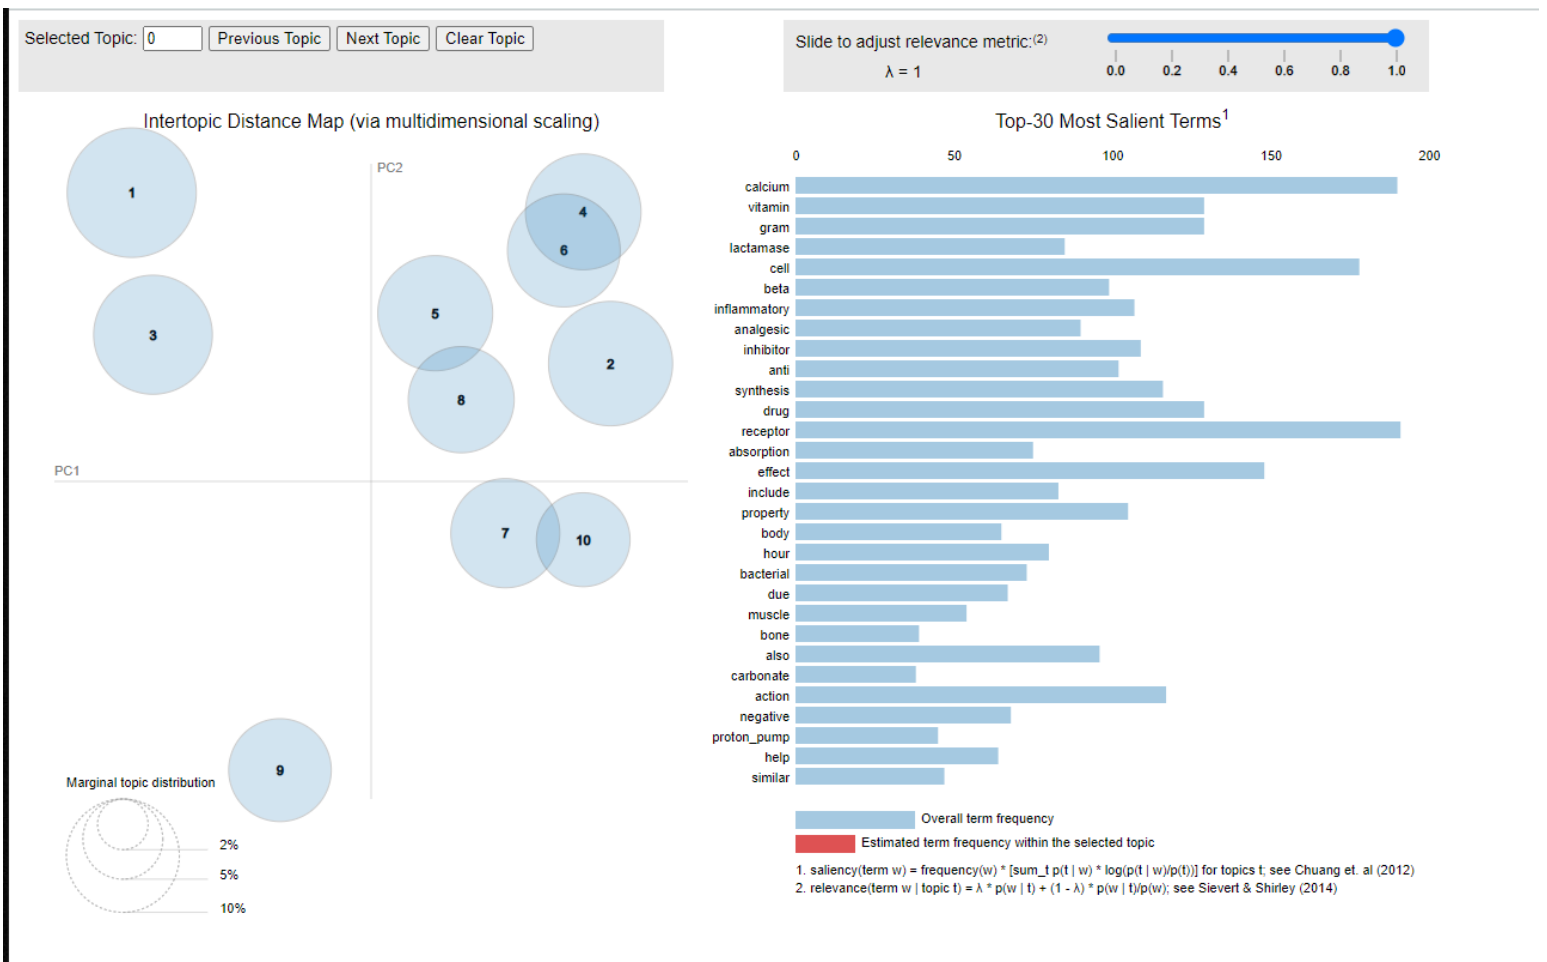 Selected Topic: 0 Previous Topic Next Topic Clear Topic
Slide to adjust relevance metric:(2)
λ = 1
0.0 0.2 0.4 0.6 0.8 1.0
Intertopic Distance Map (via multidimensional scaling)
PC2
PC1
1
4
6
5
3
2
8
7
10
9
Marginal topic distribution
2%
5%
10%
Top-30 Most Salient Terms1
0 50 100 150 200
calcium
vitamin
gram
lactamase
cell
beta
inflammatory
analgesic
inhibitor
anti
synthesis
drug
receptor
absorption
effect
include
property
body
hour
bacterial
due
muscle
bone
also
carbonate
action
negative
proton_pump
help
similar
Overall term frequency
Estimated term frequency within the selected topic
1. saliency(term w) = frequency(w) * [sum_t p(t | w) * log(p(t | w)/p(t))] for topics t; see Chuang et. al (2012)
2. relevance(term w | topic t) = λ * p(w | t) + (1 - λ) * p(w | t)/p(w); see Sievert & Shirley (2014)